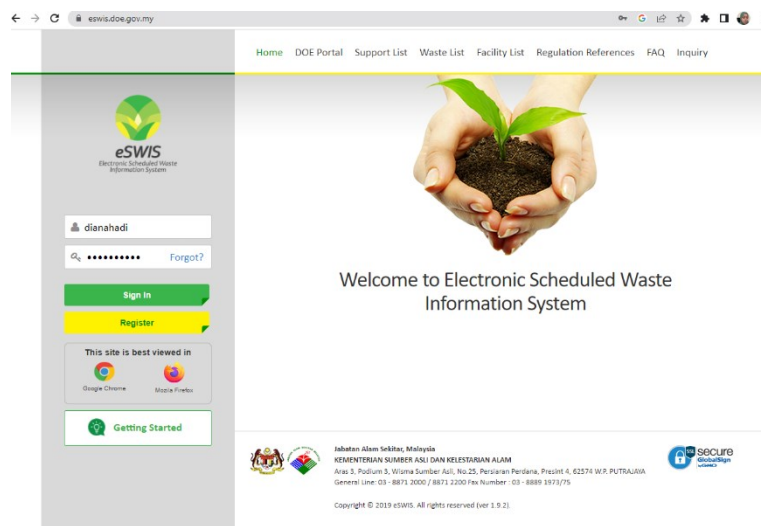 eswis.doe.gov.my
Home DOE Portal Support List Waste List Facility List Regulation References FAQ Inquiry
eSWIS
Electronic Scheduled Waste
Information System
dianahadi
•••••••••• Forgot?
Sign In
Register
This site is best viewed in
Google Chrome Mozila Firefox
Getting Started
Welcome to Electronic Scheduled Waste
Information System
Jabatan Alam Sekitar, Malaysia
KEMENTERIAN SUMBER ASLI DAN KELESTARIAN ALAM
Aras 3, Podium 3, Wisma Sumber Asli, No.25, Persiaran Perdana, Presint 4, 62574 W.P. PUTRAJAYA
General Line: 03 - 8871 2000 / 8871 2200 Fax Number : 03 - 8889 1973/75
Copyright © 2019 eSWIS. All rights reserved (ver 1.9.2).
SSL secure
GlobalSign
by GMO